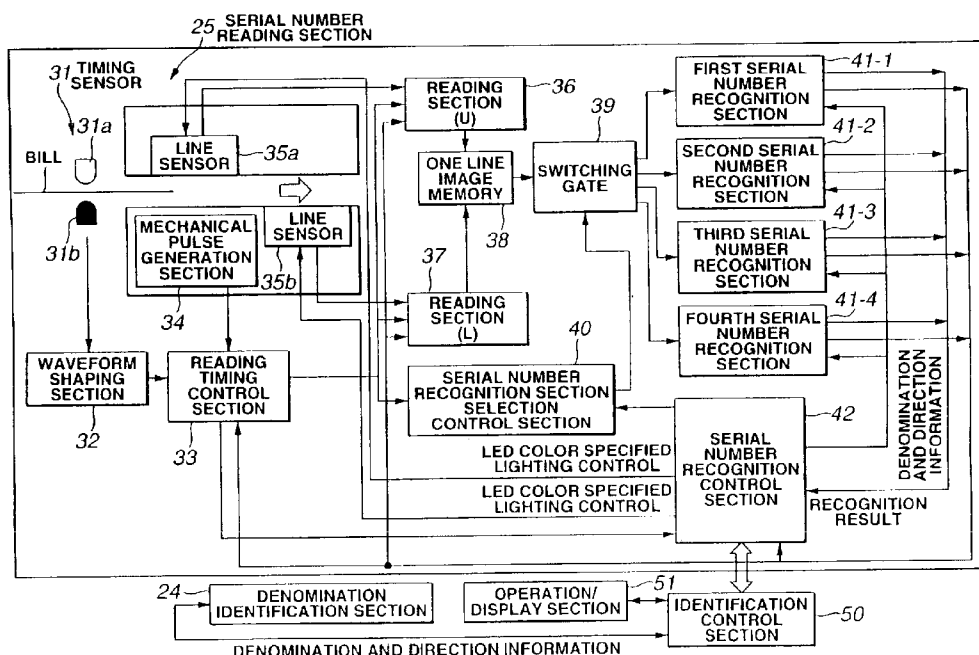 SERIAL NUMBER
READING SECTION
25
TIMING
SENSOR
31
31a
BILL
31b
LINE
SENSOR
35a
MECHANICAL
PULSE
GENERATION
SECTION
34
LINE
SENSOR
35b
WAVEFORM
SHAPING
SECTION
32
READING
TIMING
CONTROL
SECTION
33
READING
SECTION
(U)
36
ONE LINE
IMAGE
MEMORY
38
37
READING
SECTION
(L)
39
SWITCHING
GATE
40
SERIAL NUMBER
RECOGNITION SECTION
SELECTION
CONTROL SECTION
41-1
FIRST SERIAL
NUMBER
RECOGNITION
SECTION
41-2
SECOND SERIAL
NUMBER
RECOGNITION
SECTION
41-3
THIRD SERIAL
NUMBER
RECOGNITION
SECTION
41-4
FOURTH SERIAL
NUMBER
RECOGNITION
SECTION
42
SERIAL
NUMBER
RECOGNITION
CONTROL
SECTION
LED COLOR SPECIFIED
LIGHTING CONTROL
LED COLOR SPECIFIED
LIGHTING CONTROL
DENOMINATION
AND DIRECTION
INFORMATION
RECOGNITION
RESULT
24
DENOMINATION
IDENTIFICATION SECTION
51
OPERATION/
DISPLAY SECTION
IDENTIFICATION
CONTROL
SECTION
50
DENOMINATION AND DIRECTION INFORMATION